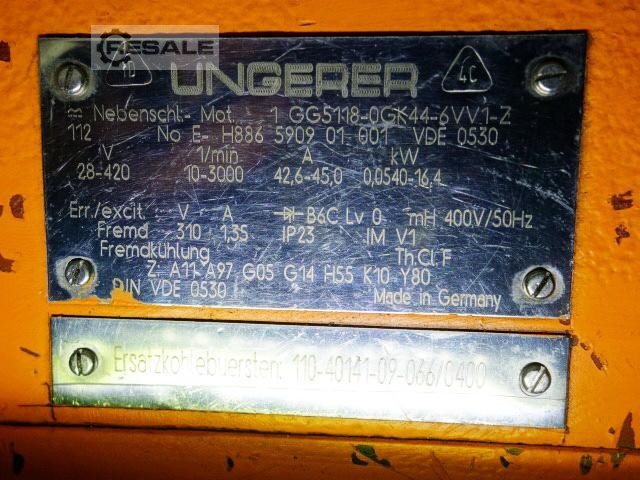 RESALE
1D UNGERER 4C
Nebenschl.- Mot. 1 GG5118-0GK44-6VV1-Z
112 No E- H886 5909 01 001 VDE 0530
V 1/min A kW
28-420 10-3000 42,6-45,0 0,0540-16,4
Err./excit. V A B6C Lv 0 mH 400V/50Hz
Fremd 310 1,35 IP23 IM V1
Fremdkühlung Th.Cl.F
Z: A11 A97 G05 G14 H55 K10 Y80
DIN VDE 0530 Made in Germany
Ersatzkohlebuersten: 110-40141-09-066/0400